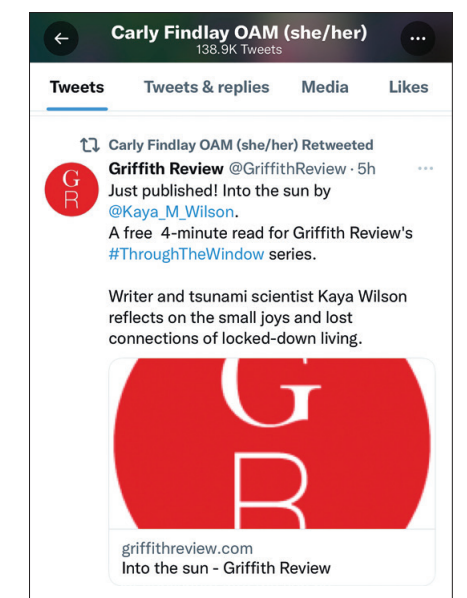 Carly Findlay OAM (she/her)
138.9K Tweets
Tweets Tweets & replies Media Likes
Carly Findlay OAM (she/her) Retweeted
Griffith Review @GriffithReview · 5h
G
R
Just published! Into the sun by
@Kaya_M_Wilson.
A free 4-minute read for Griffith Review's
#ThroughTheWindow series.
Writer and tsunami scientist Kaya Wilson
reflects on the small joys and lost
connections of locked-down living.
G
R
griffithreview.com
Into the sun - Griffith Review